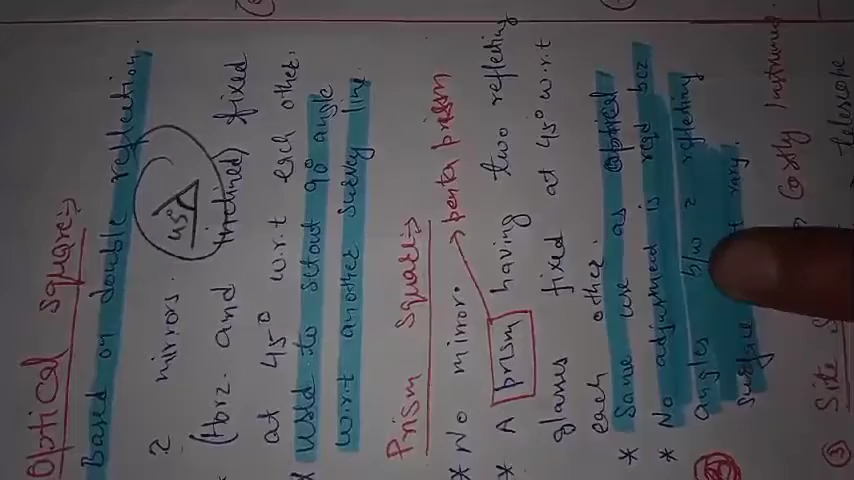 Optical square:->
Based on double reflection.
2 mirrors. 45
(Horz. and Inclined) fixed
at 45° w.r.t each other.
* Used to setout 90° angle
w.r.t another survey line.
Prism Square:->
* No mirror. penta prism
* A prism having two reflecting
glasses fixed at 45° w.r.t
each other.
* Same use as optical
* No adjustment is reqd bcz
angles b/w 2 reflecting
surface vary.
Costly Instrument
③ Site
telescope